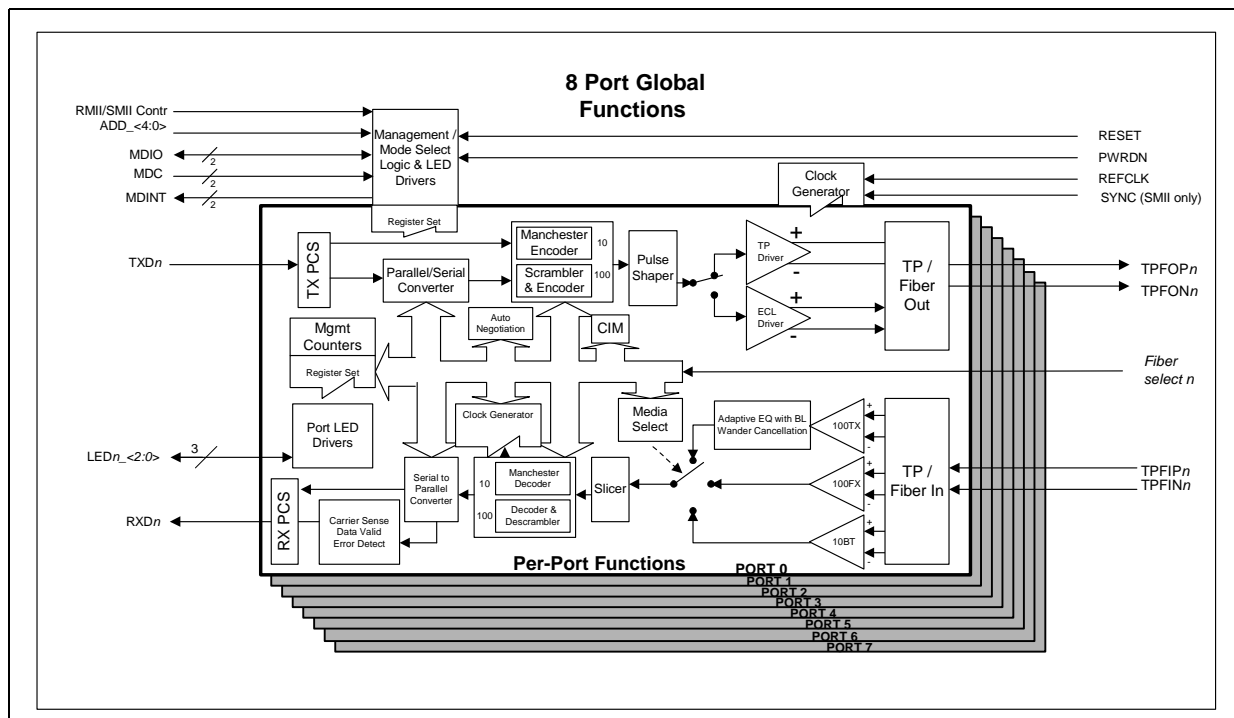 8 Port Global
Functions
RMII/SMII Contr
ADD_<4:0>
MDIO
2
MDC
2
MDINT
2
Management /
Mode Select
Logic & LED
Drivers
Register Set
RESET
PWRDN
REFCLK
SYNC (SMII only)
Clock
Generator
TXDn
TX PCS
Parallel/Serial
Converter
Manchester
Encoder
10
Scrambler
& Encoder
100
Pulse
Shaper
TP
Driver
+
-
ECL
Driver
+
-
TP /
Fiber
Out
TPFOPn
TPFONn
Mgmt
Counters
Register Set
Auto
Negotiation
CIM
Fiber
select n
Port LED
Drivers
LEDn_<2:0>
3
Clock Generator
Media
Select
Adaptive EQ with BL
Wander Cancellation
100TX
+
-
100FX
+
-
10BT
+
-
TP /
Fiber In
TPFIPn
TPFINn
RXDn
RX PCS
Carrier Sense
Data Valid
Error Detect
Serial to
Parallel
Converter
10
Manchester
Decoder
100
Decoder &
Descrambler
Slicer
Per-Port Functions
PORT 0
PORT 1
PORT 2
PORT 3
PORT 4
PORT 5
PORT 6
PORT 7